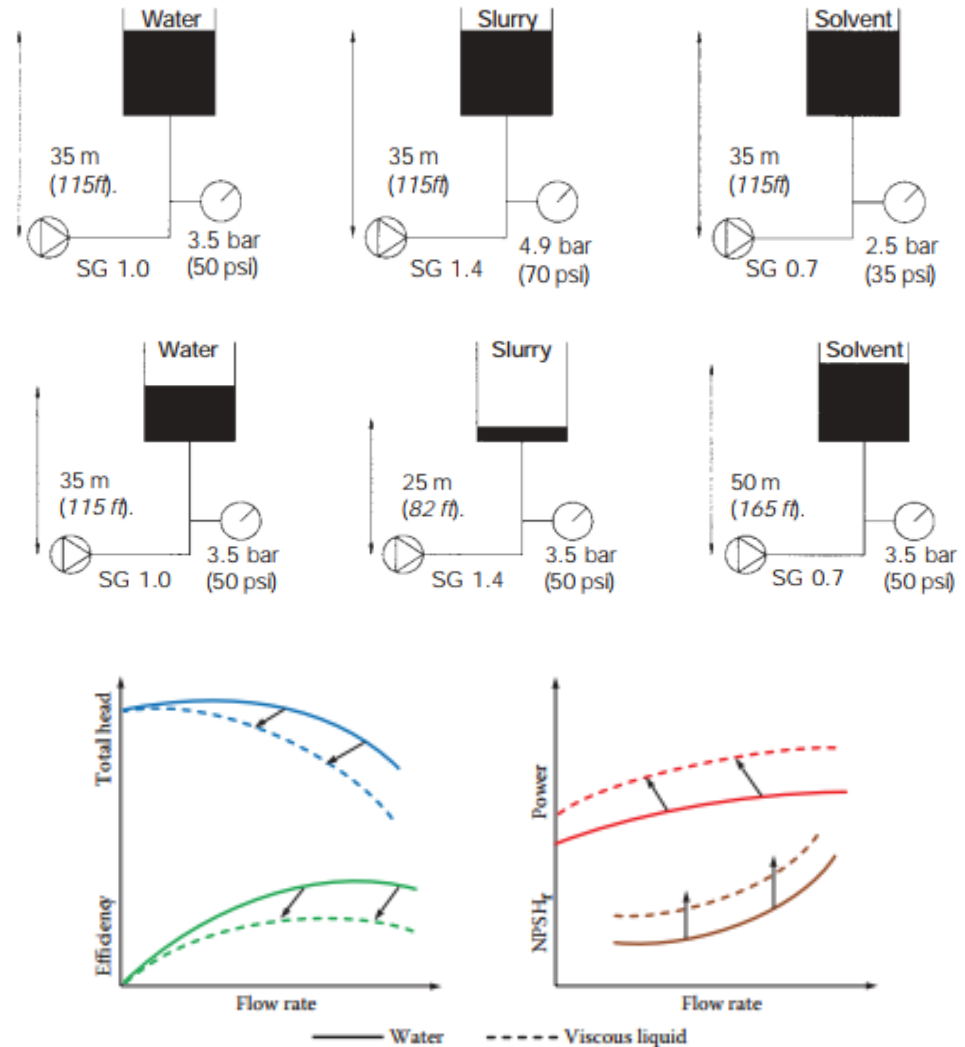 Water
Slurry
Solvent
35 m
(115ft).
35 m
(115ft)
35 m
(115ft)
SG 1.0
3.5 bar
(50 psi)
SG 1.4
4.9 bar
(70 psi)
SG 0.7
2.5 bar
(35 psi)
Water
Slurry
Solvent
35 m
(115 ft).
25 m
(82 ft).
50 m
(165 ft).
SG 1.0
3.5 bar
(50 psi)
SG 1.4
3.5 bar
(50 psi)
SG 0.7
3.5 bar
(50 psi)
Total head
Efficiency
Flow rate
Power
NPSHr
Flow rate
Water
Viscous liquid